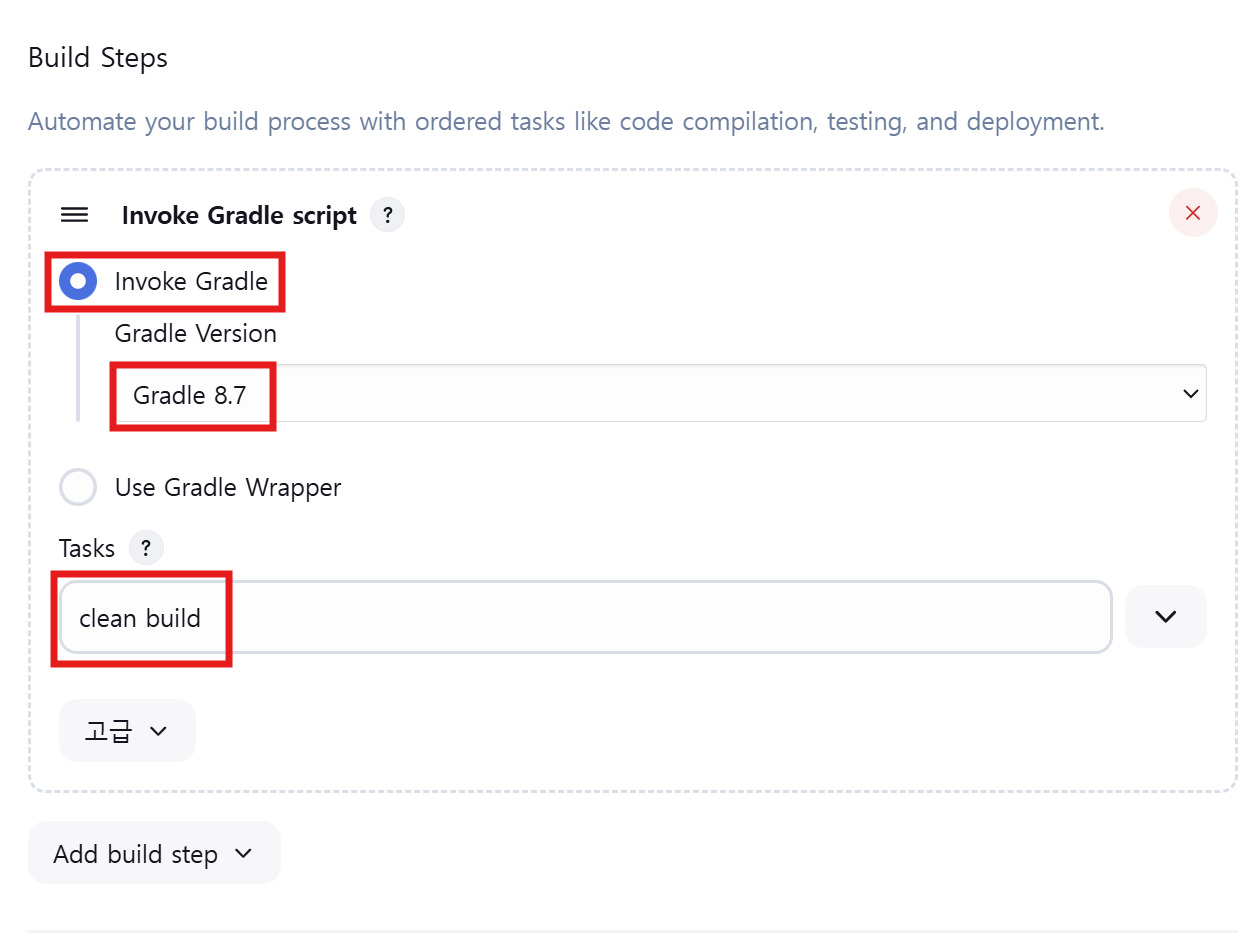 Build Steps
Automate your build process with ordered tasks like code compilation, testing, and deployment.
Invoke Gradle script ?
Invoke Gradle
Gradle Version
Gradle 8.7
Use Gradle Wrapper
Tasks ?
clean build
고급
Add build step